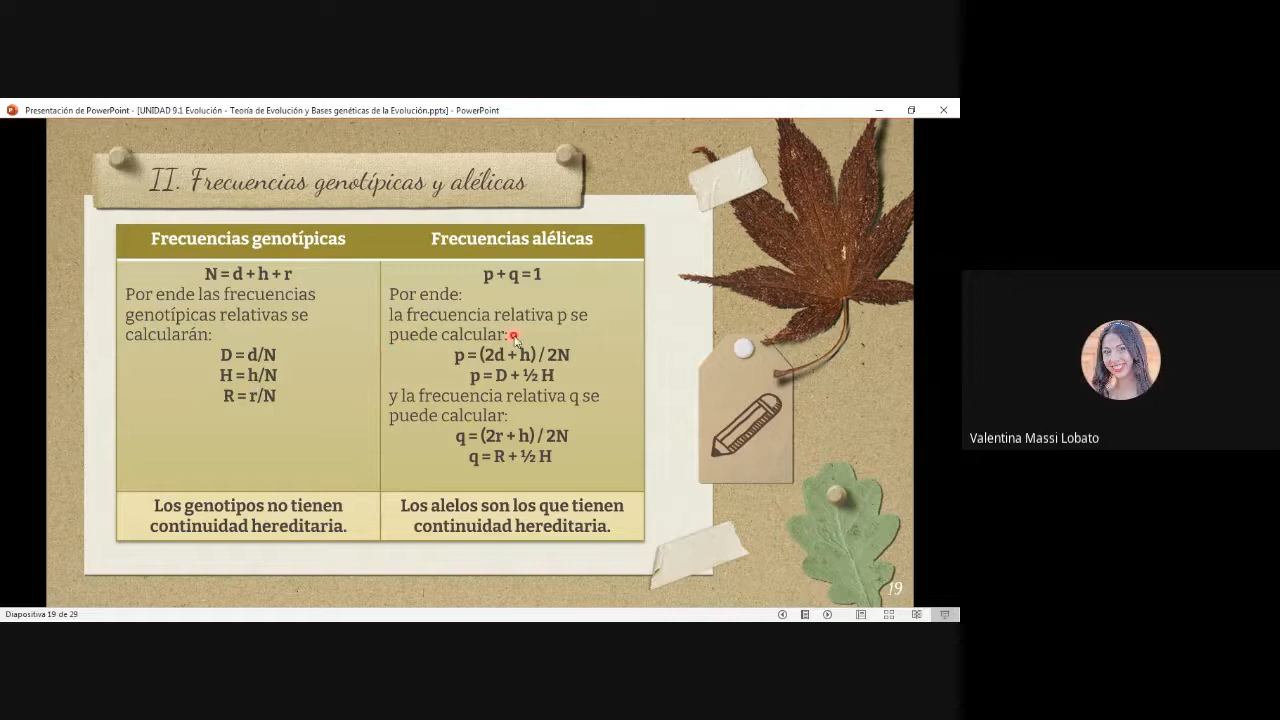 Presentación de PowerPoint - [UNIDAD 9.1 Evolución - Teoría de Evolución y Bases genéticas de la Evolución.pptx] - PowerPoint
II. Frecuencias genotípicas y alélicas
Frecuencias genotípicas
N = d + h + r
Por ende las frecuencias
genotípicas relativas se
calcularán:
D = d/N
H = h/N
R = r/N
Los genotipos no tienen
continuidad hereditaria.
Frecuencias alélicas
p + q = 1
Por ende:
la frecuencia relativa p se
puede calcular:
p = (2d + h) / 2N
p = D + ½ H
y la frecuencia relativa q se
puede calcular:
q = (2r + h) / 2N
q = R + ½ H
Los alelos son los que tienen
continuidad hereditaria.
19
Diapositiva 19 de 29
Valentina Massi Lobato